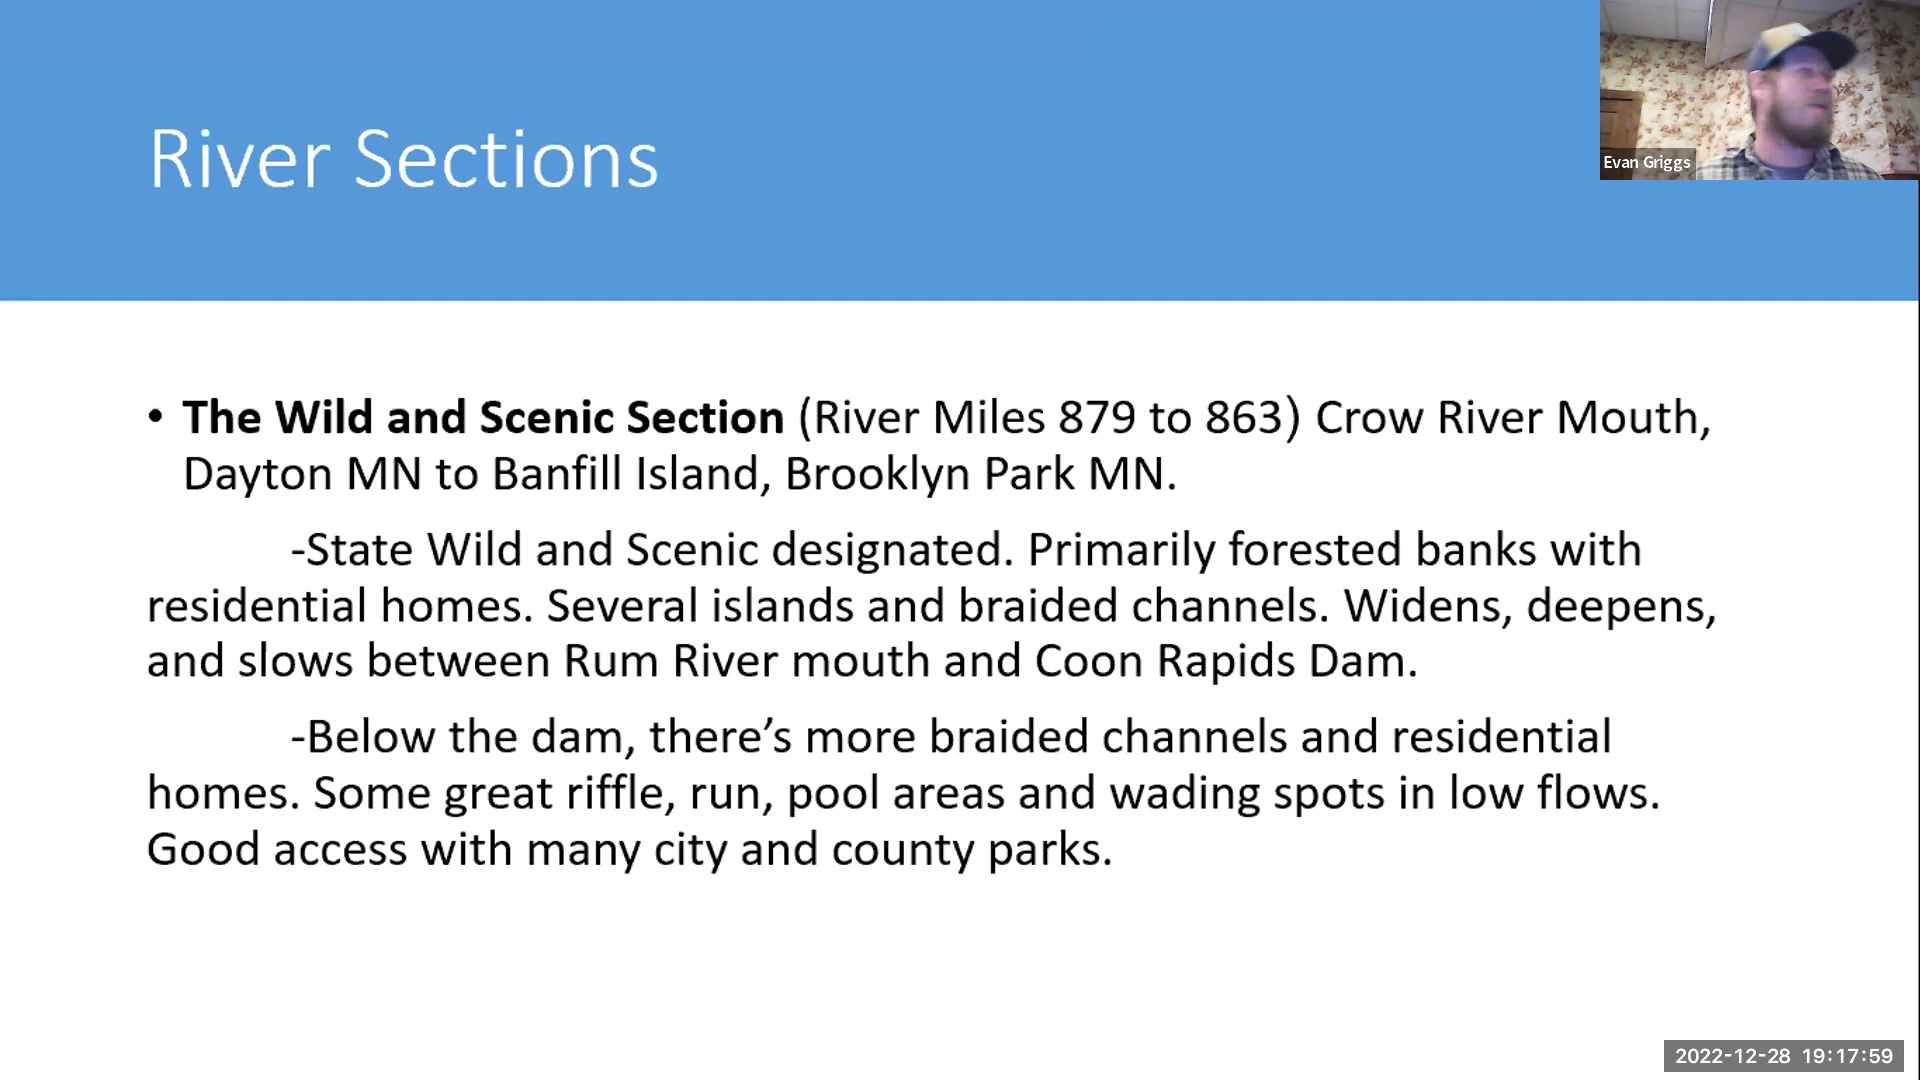 River Sections
Evan Griggs
• The Wild and Scenic Section (River Miles 879 to 863) Crow River Mouth,
Dayton MN to Banfill Island, Brooklyn Park MN.
-State Wild and Scenic designated. Primarily forested banks with
residential homes. Several islands and braided channels. Widens, deepens,
and slows between Rum River mouth and Coon Rapids Dam.
-Below the dam, there’s more braided channels and residential
homes. Some great riffle, run, pool areas and wading spots in low flows.
Good access with many city and county parks.
2022-12-28 19:17:59